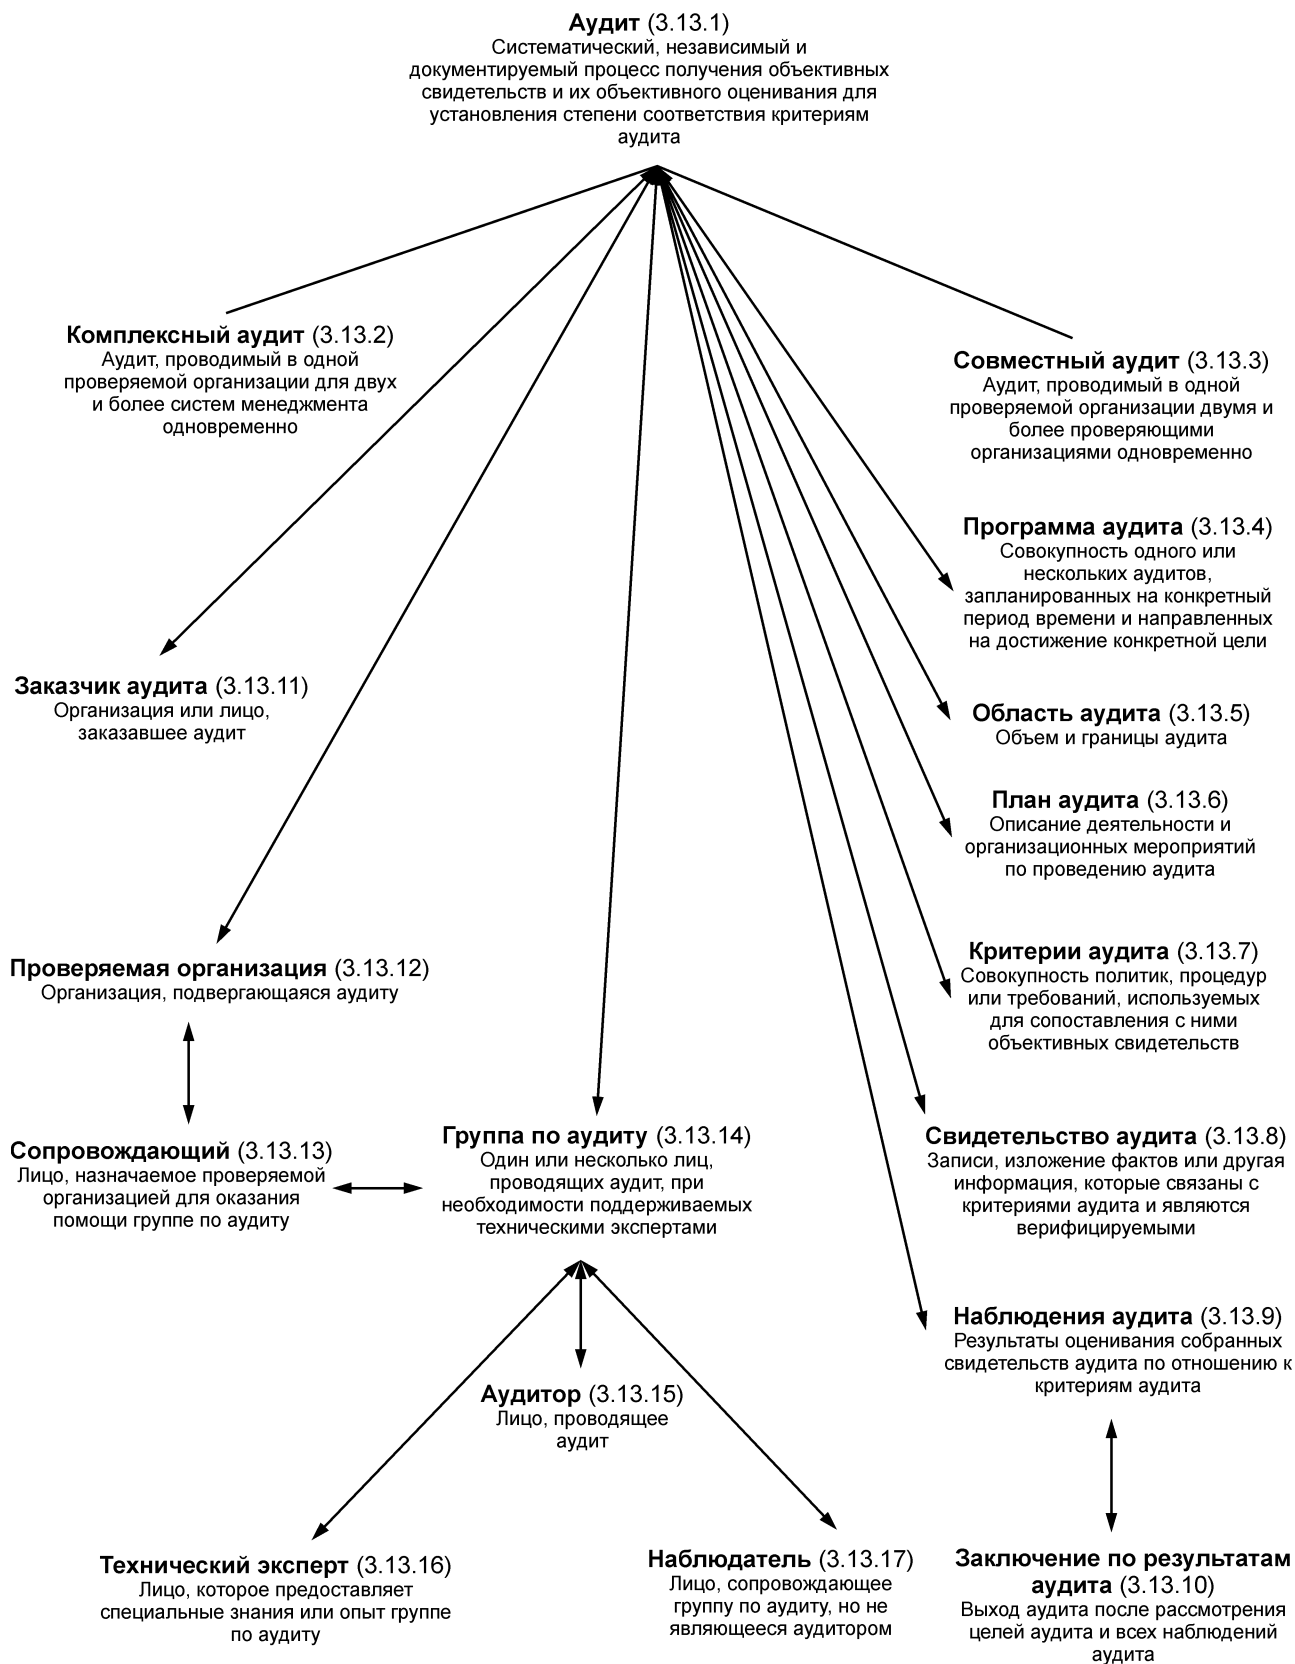 Аудит (3.13.1)
Систематический, независимый и
документируемый процесс получения объективных
свидетельств и их объективного оценивания для
установления степени соответствия критериям
аудита
Комплексный аудит (3.13.2)
Аудит, проводимый в одной
проверяемой организации для двух
и более систем менеджмента
одновременно
Совместный аудит (3.13.3)
Аудит, проводимый в одной
проверяемой организации двумя и
более проверяющими
организациями одновременно
Программа аудита (3.13.4)
Совокупность одного или
нескольких аудитов,
запланированных на конкретный
период времени и направленных
на достижение конкретной цели
Заказчик аудита (3.13.11)
Организация или лицо,
заказавшее аудит
Область аудита (3.13.5)
Объем и границы аудита
План аудита (3.13.6)
Описание деятельности и
организационных мероприятий
по проведению аудита
Проверяемая организация (3.13.12)
Организация, подвергающаяся аудиту
Критерии аудита (3.13.7)
Совокупность политик, процедур
или требований, используемых
для сопоставления с ними
объективных свидетельств
Сопровождающий (3.13.13)
Лицо, назначаемое проверяемой
организацией для оказания
помощи группе по аудиту
Группа по аудиту (3.13.14)
Один или несколько лиц,
проводящих аудит, при
необходимости поддерживаемых
техническими экспертами
Свидетельство аудита (3.13.8)
Записи, изложение фактов или другая
информация, которые связаны с
критериями аудита и являются
верифицируемыми
Наблюдения аудита (3.13.9)
Результаты оценивания собранных
свидетельств аудита по отношению к
критериям аудита
Аудитор (3.13.15)
Лицо, проводящее
аудит
Технический эксперт (3.13.16)
Лицо, которое предоставляет
специальные знания или опыт группе
по аудиту
Наблюдатель (3.13.17)
Лицо, сопровождающее
группу по аудиту, но не
являющееся аудитором
Заключение по результатам
аудита (3.13.10)
Выход аудита после рассмотрения
целей аудита и всех наблюдений
аудита